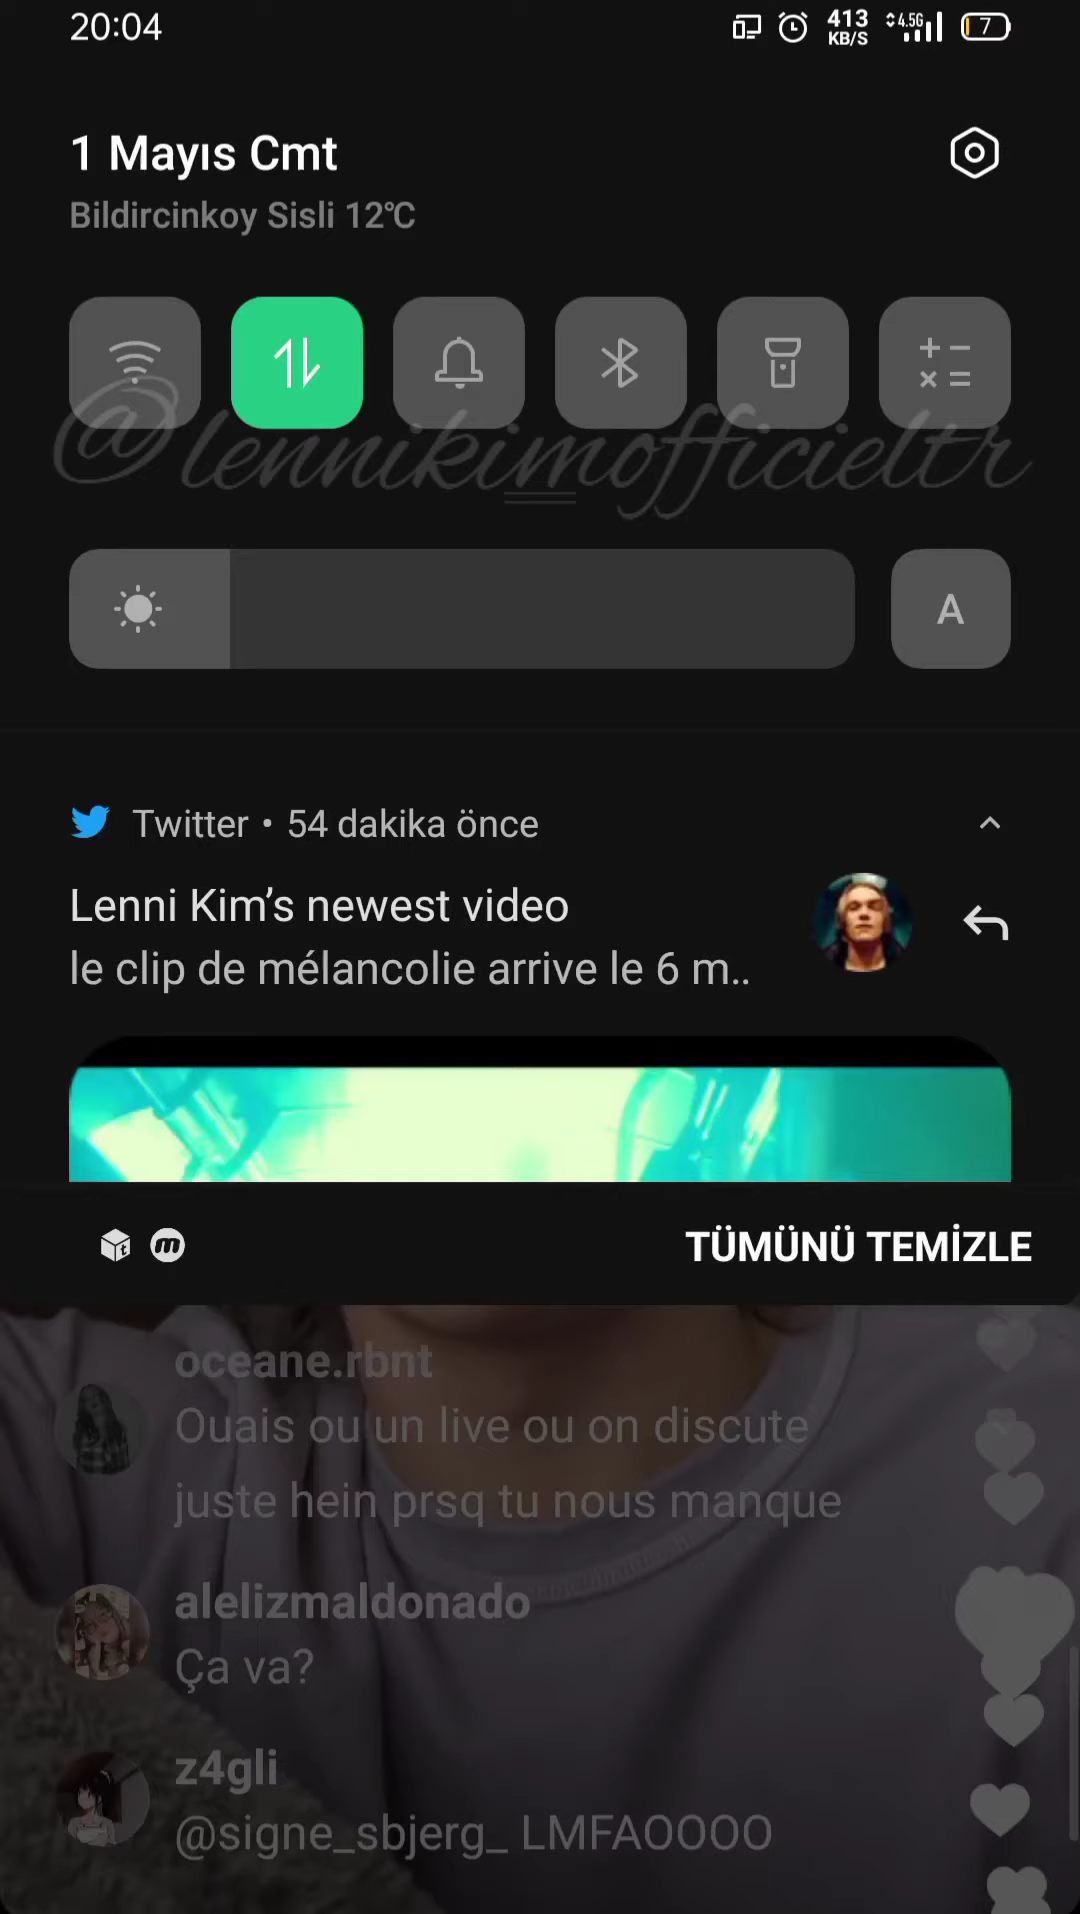 20:04
413
KB/S
4.5G
7
1 Mayıs Cmt
Bildircinkoy Sisli 12°C
@lennikimofficieltr
A
Twitter • 54 dakika önce
Lenni Kim’s newest video
le clip de mélancolie arrive le 6 m..
TÜMÜNÜ TEMİZLE
oceane.rbnt
Ouais ou un live ou on discute
juste hein prsq tu nous manque
alelizmaldonado
Ça va?
z4gli
@signe_sbjerg_ LMFAOOOO